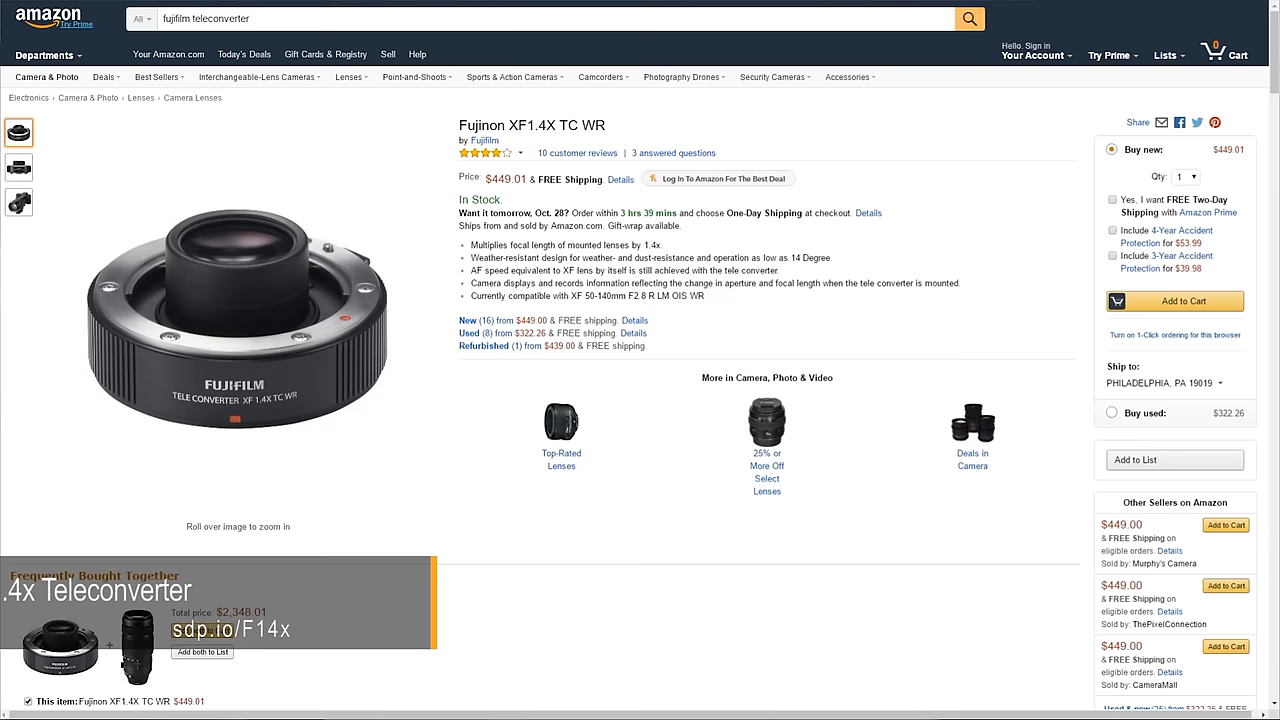 amazon
Try Prime
All
fujifilm teleconverter
Departments
Your Amazon.com Today's Deals Gift Cards & Registry Sell Help
Hello. Sign in
Your Account
Try Prime
Lists
0
Cart
Camera & Photo Deals Best Sellers Interchangeable-Lens Cameras Lenses Point-and-Shoots Sports & Action Cameras Camcorders Photography Drones Security Cameras Accessories
Electronics › Camera & Photo › Lenses › Camera Lenses
FUJIFILM
TELE CONVERTER XF 1.4X TC WR
Roll over image to zoom in
Fujinon XF1.4X TC WR
by Fujifilm
10 customer reviews | 3 answered questions
Price: $449.01 & FREE Shipping. Details
Log In To Amazon For The Best Deal
In Stock.
Want it tomorrow, Oct. 28? Order within 3 hrs 39 mins and choose One-Day Shipping at checkout. Details
Ships from and sold by Amazon.com. Gift-wrap available.
• Multiplies focal length of mounted lenses by 1.4x.
• Weather-resistant design for weather- and dust-resistance and operation as low as 14 Degree.
• AF speed equivalent to XF lens by itself is still achieved with the tele converter.
• Camera displays and records information reflecting the change in aperture and focal length when the tele converter is mounted.
• Currently compatible with XF 50-140mm F2.8 R LM OIS WR
New (16) from $449.00 & FREE shipping. Details
Used (8) from $322.26 & FREE shipping. Details
Refurbished (1) from $439.00 & FREE shipping.
More in Camera, Photo & Video
Top-Rated
Lenses
25% or
More Off
Select
Lenses
Deals in
Camera
Share
Buy new: $449.01
Qty: 1
Yes, I want FREE Two-Day
Shipping with Amazon Prime
Include 4-Year Accident
Protection for $53.99
Include 3-Year Accident
Protection for $39.98
Add to Cart
Turn on 1-Click ordering for this browser
Ship to:
PHILADELPHIA, PA 19019
Buy used: $322.26
Add to List
Other Sellers on Amazon
$449.00 Add to Cart
& FREE Shipping on
eligible orders. Details
Sold by: Murphy's Camera
$449.00 Add to Cart
& FREE Shipping on
eligible orders. Details
Sold by: ThePixelConnection
$449.00 Add to Cart
& FREE Shipping on
eligible orders. Details
Sold by: CameraMall
Used & new (25) from $322.26 & FREE
Frequently Bought Together
.4x Teleconverter
Total price: $2,348.01
sdp.io/F14x
+
Add both to List
This item: Fujinon XF1.4X TC WR $449.01